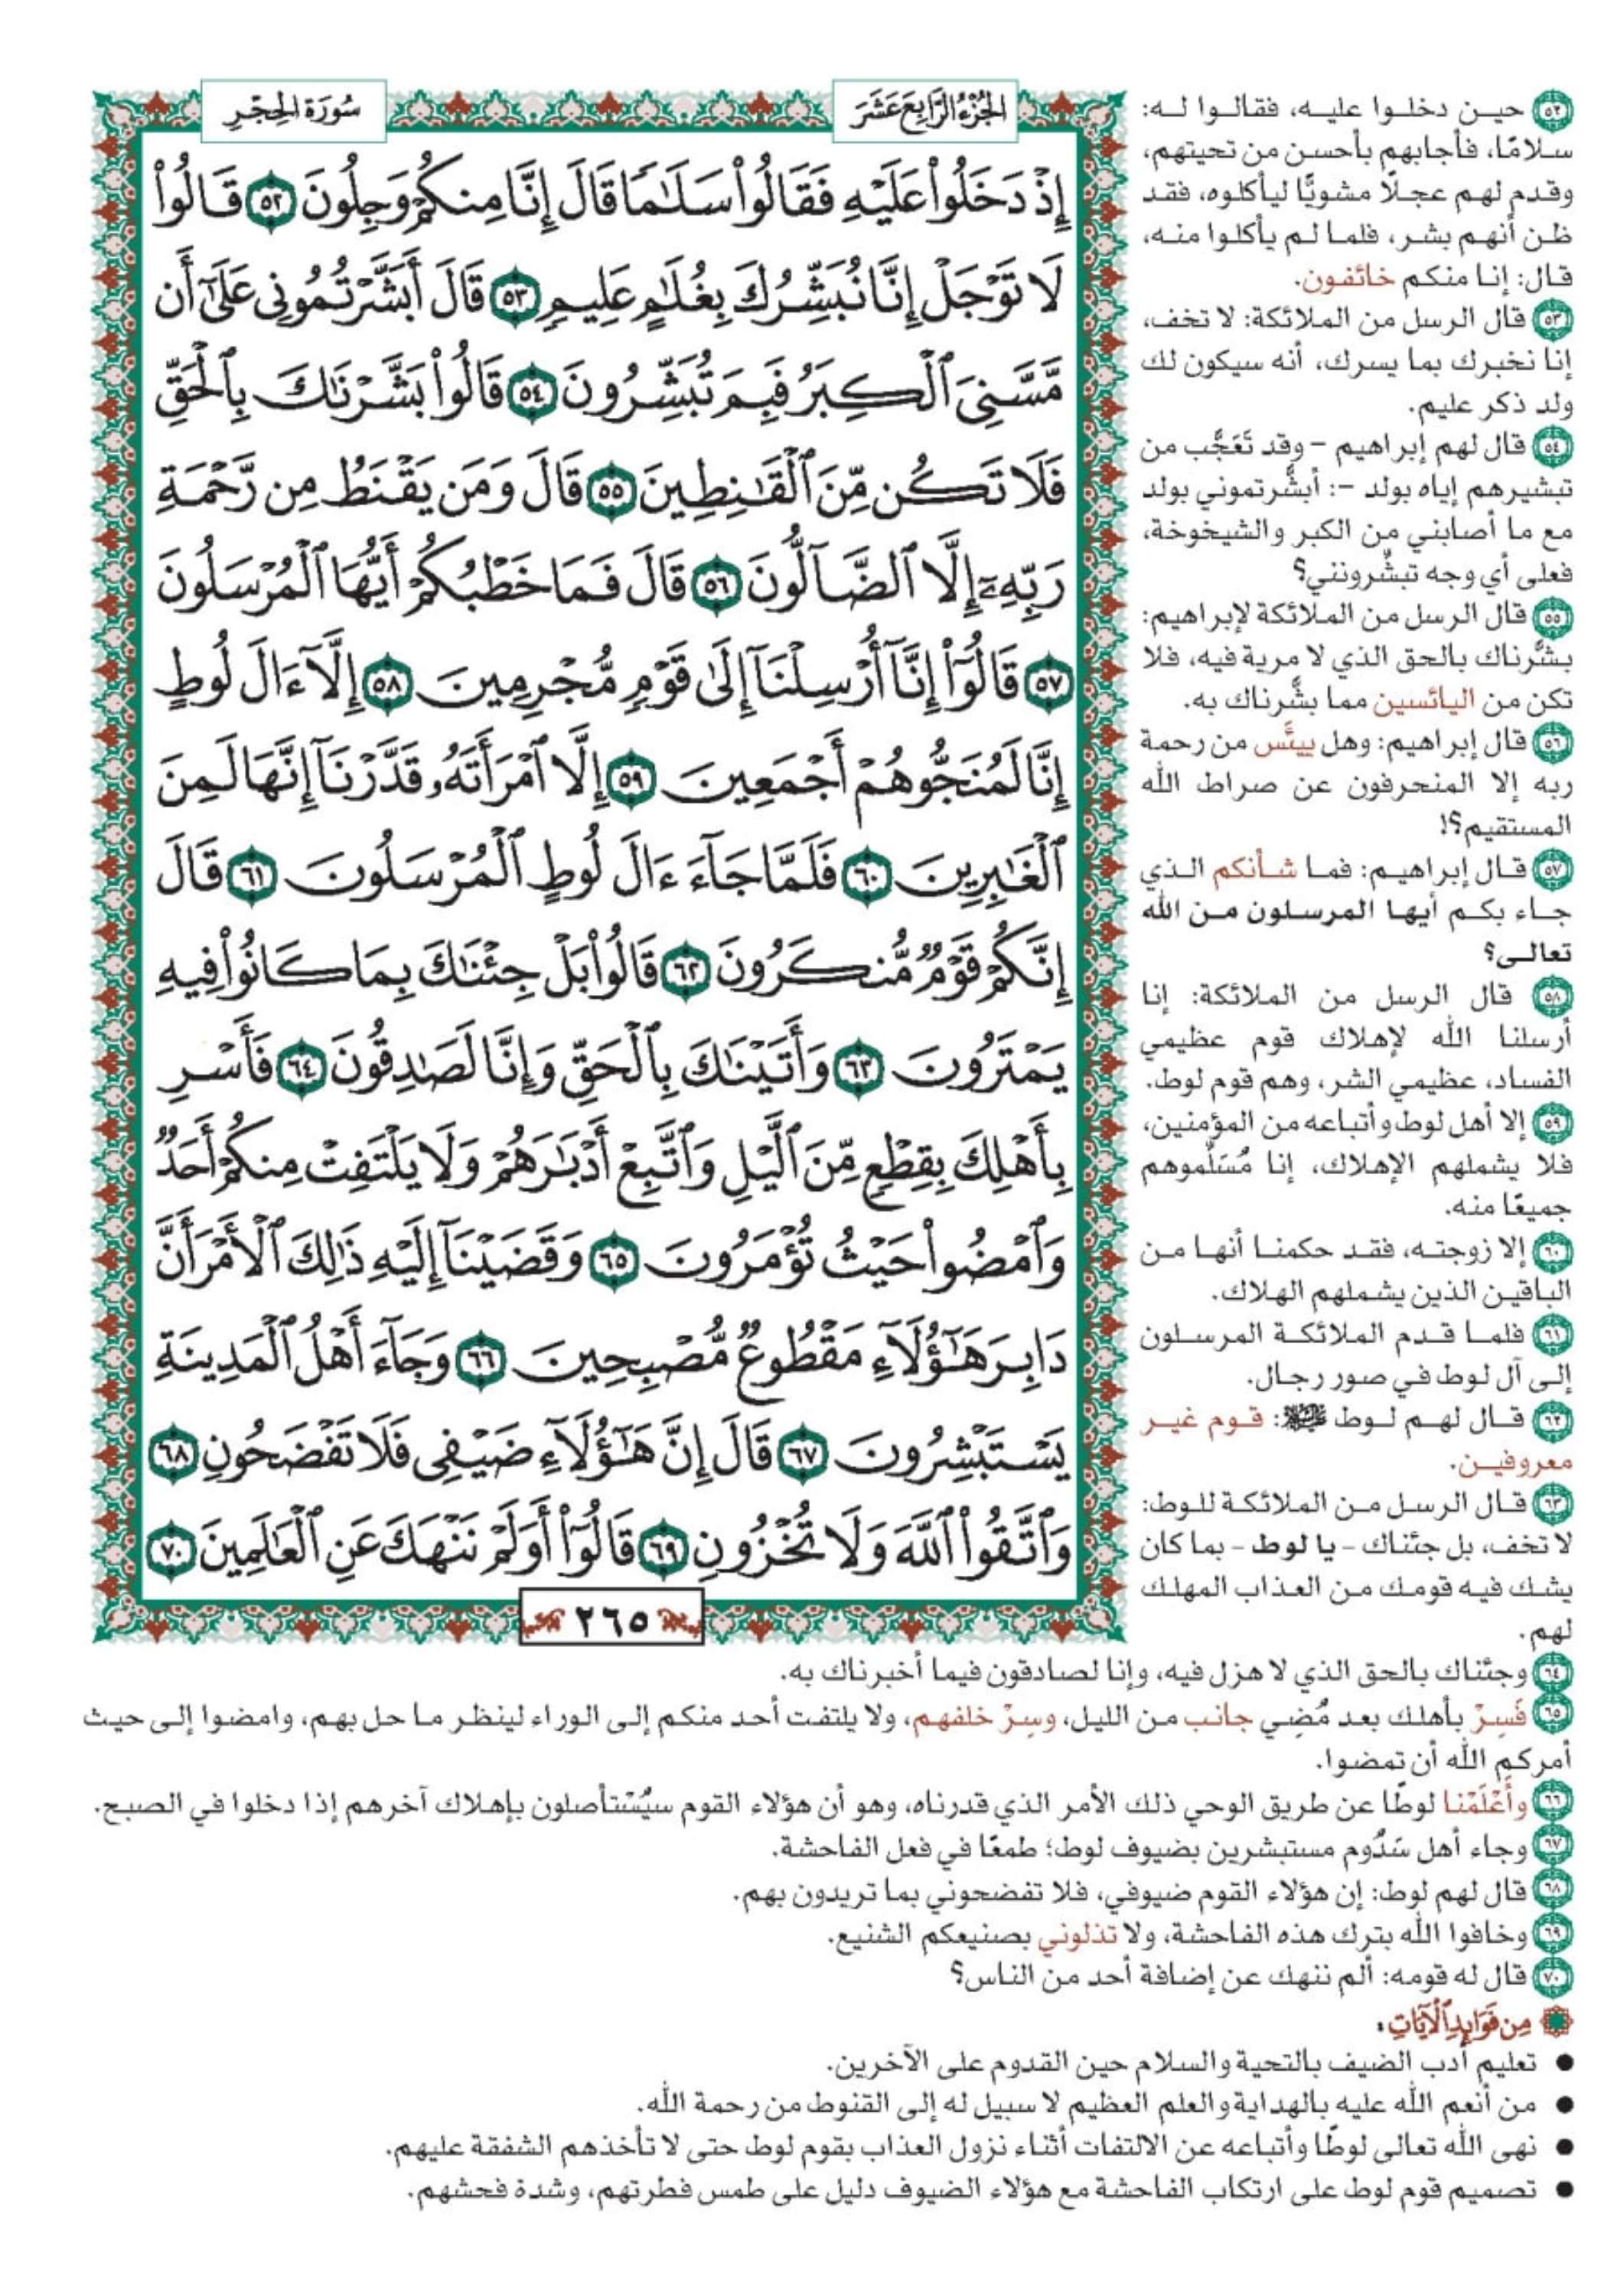 سُورَةُ الحِجْرِ
الجُزْءُ الرَّابِعَ عَشَرَ
إِذْ دَخَلُوا۟ عَلَيْهِ فَقَالُوا۟ سَلَـٰمًا قَالَ إِنَّا مِنكُمْ وَجِلُونَ ٥٢ قَالُوا۟
لَا تَوْجَلْ إِنَّا نُبَشِّرُكَ بِغُلَـٰمٍ عَلِيمٍ ٥٣ قَالَ أَبَشَّرْتُمُونِى عَلَىٰٓ أَن
مَّسَّنِىَ ٱلْكِبَرُ فَبِمَ تُبَشِّرُونَ ٥٤ قَالُوا۟ بَشَّرْنَـٰكَ بِٱلْحَقِّ
فَلَا تَكُن مِّنَ ٱلْقَـٰنِطِينَ ٥٥ قَالَ وَمَن يَقْنَطُ مِن رَّحْمَةِ
رَبِّهِۦٓ إِلَّا ٱلضَّآلُّونَ ٥٦ قَالَ فَمَا خَطْبُكُمْ أَيُّهَا ٱلْمُرْسَلُونَ
٥٧ قَالُوٓا۟ إِنَّآ أُرْسِلْنَآ إِلَىٰ قَوْمٍ مُّجْرِمِينَ ٥٨ إِلَّآ ءَالَ لُوطٍ
إِنَّا لَمُنَجُّوهُمْ أَجْمَعِينَ ٥٩ إِلَّا ٱمْرَأَتَهُۥ قَدَّرْنَآ إِنَّهَا لَمِنَ
ٱلْغَـٰبِرِينَ ٦٠ فَلَمَّا جَآءَ ءَالَ لُوطٍ ٱلْمُرْسَلُونَ ٦١ قَالَ
إِنَّكُمْ قَوْمٌ مُّنكَرُونَ ٦٢ قَالُوا۟ بَلْ جِئْنَـٰكَ بِمَا كَانُوا۟ فِيهِ
يَمْتَرُونَ ٦٣ وَأَتَيْنَـٰكَ بِٱلْحَقِّ وَإِنَّا لَصَـٰدِقُونَ ٦٤ فَأَسْرِ
بِأَهْلِكَ بِقِطْعٍ مِّنَ ٱلَّيْلِ وَٱتَّبِعْ أَدْبَـٰرَهُمْ وَلَا يَلْتَفِتْ مِنكُمْ أَحَدٌ
وَٱمْضُوا۟ حَيْثُ تُؤْمَرُونَ ٦٥ وَقَضَيْنَآ إِلَيْهِ ذَٰلِكَ ٱلْأَمْرَ أَنَّ
دَابِرَ هَـٰٓؤُلَآءِ مَقْطُوعٌ مُّصْبِحِينَ ٦٦ وَجَآءَ أَهْلُ ٱلْمَدِينَةِ
يَسْتَبْشِرُونَ ٦٧ قَالَ إِنَّ هَـٰٓؤُلَآءِ ضَيْفِى فَلَا تَفْضَحُونِ ٦٨
وَٱتَّقُوا۟ ٱللَّهَ وَلَا تُخْزُونِ ٦٩ قَالُوٓا۟ أَوَلَمْ نَنْهَكَ عَنِ ٱلْعَـٰلَمِينَ ٧٠
٢٦٥
٥٢ حين دخلوا عليه، فقالوا له:
سلامًا، فأجابهم بأحسن من تحيتهم،
وقدم لهم عجلًا مشويًّا ليأكلوه، فقد
ظن أنهم بشر، فلما لم يأكلوا منه،
قال: إنا منكم خائفون.
٥٣ قال الرسل من الملائكة: لا تخف،
إنا نخبرك بما يسرك، أنه سيكون لك
ولد ذكر عليم.
٥٤ قال لهم إبراهيم - وقد تَعَجَّب من
تبشيرهم إياه بولد -: أبشَّرتموني بولد
مع ما أصابني من الكبر والشيخوخة،
فعلى أي وجه تبشِّرونني؟
٥٥ قال الرسل من الملائكة لإبراهيم:
بشَّرناك بالحق الذي لا مرية فيه، فلا
تكن من اليائسين مما بشَّرناك به.
٥٦ قال إبراهيم: وهل ييئَس من رحمة
ربه إلا المنحرفون عن صراط الله
المستقيم؟!
٥٧ قال إبراهيم: فما شأنكم الذي
جاء بكم أيها المرسلون من الله
تعالى؟
٥٨ قال الرسل من الملائكة: إنا
أرسلنا الله لإهلاك قوم عظيمي
الفساد، عظيمي الشر، وهم قوم لوط.
٥٩ إلا أهل لوط وأتباعه من المؤمنين،
فلا يشملهم الإهلاك، إنا مُسَلِّموهم
جميعًا منه.
٦٠ إلا زوجته، فقد حكمنا أنها من
الباقين الذين يشملهم الهلاك.
٦١ فلما قدم الملائكة المرسلون
إلى آل لوط في صور رجال.
٦٢ قال لهم لوط: قوم غير
معروفين.
٦٣ قال الرسل من الملائكة للوط:
لا تخف، بل جئناك - يا لوط - بما كان
يشك فيه قومك من العذاب المهلك
لهم.
٦٤ وجئناك بالحق الذي لا هزل فيه، وإنا لصادقون فيما أخبرناك به.
٦٥ فَسِرْ بأهلك بعد مُضِي جانب من الليل، وسِرْ خلفهم، ولا يلتفت أحد منكم إلى الوراء لينظر ما حل بهم، وامضوا إلى حيث
أمركم الله أن تمضوا.
٦٦ وأَعْلَمْنا لوطًا عن طريق الوحي ذلك الأمر الذي قدرناه، وهو أن هؤلاء القوم سيُسْتأصلون بإهلاك آخرهم إذا دخلوا في الصبح.
٦٧ وجاء أهل سَدُوم مستبشرين بضيوف لوط؛ طمعًا في فعل الفاحشة.
٦٨ قال لهم لوط: إن هؤلاء القوم ضيوفي، فلا تفضحوني بما تريدون بهم.
٦٩ وخافوا الله بترك هذه الفاحشة، ولا تذلوني بصنيعكم الشنيع.
٧٠ قال له قومه: ألم ننهك عن إضافة أحد من الناس؟
مِن فَوَائِدِ ٱلْآيَاتِ:
● تعليم أدب الضيف بالتحية والسلام حين القدوم على الآخرين.
● من أنعم الله عليه بالهداية والعلم العظيم لا سبيل له إلى القنوط من رحمة الله.
● نهى الله تعالى لوطًا وأتباعه عن الالتفات أثناء نزول العذاب بقوم لوط حتى لا تأخذهم الشفقة عليهم.
● تصميم قوم لوط على ارتكاب الفاحشة مع هؤلاء الضيوف دليل على طمس فطرتهم، وشدة فحشهم.